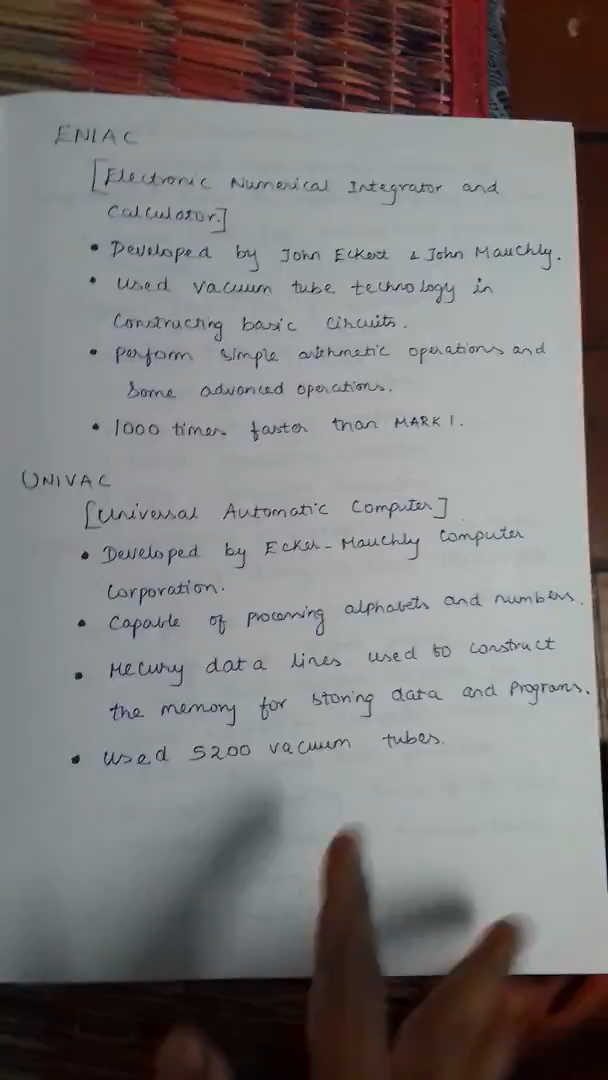 ENIAC
[Electronic Numerical Integrator and
Calculator.]
• Developed by John Eckert & John Mauchly.
• Used vacuum tube technology in
constructing basic circuits.
• Perform simple arithmetic operations and
some advanced operations.
• 1000 times faster than MARK 1.
UNIVAC
[Universal Automatic Computer]
• Developed by Ecker-Mauchly Computer
Corporation.
• Capable of processing alphabets and numbers.
• Mecury data lines used to construct
the memory for storing data and programs.
• Used 5200 vacuum tubes.